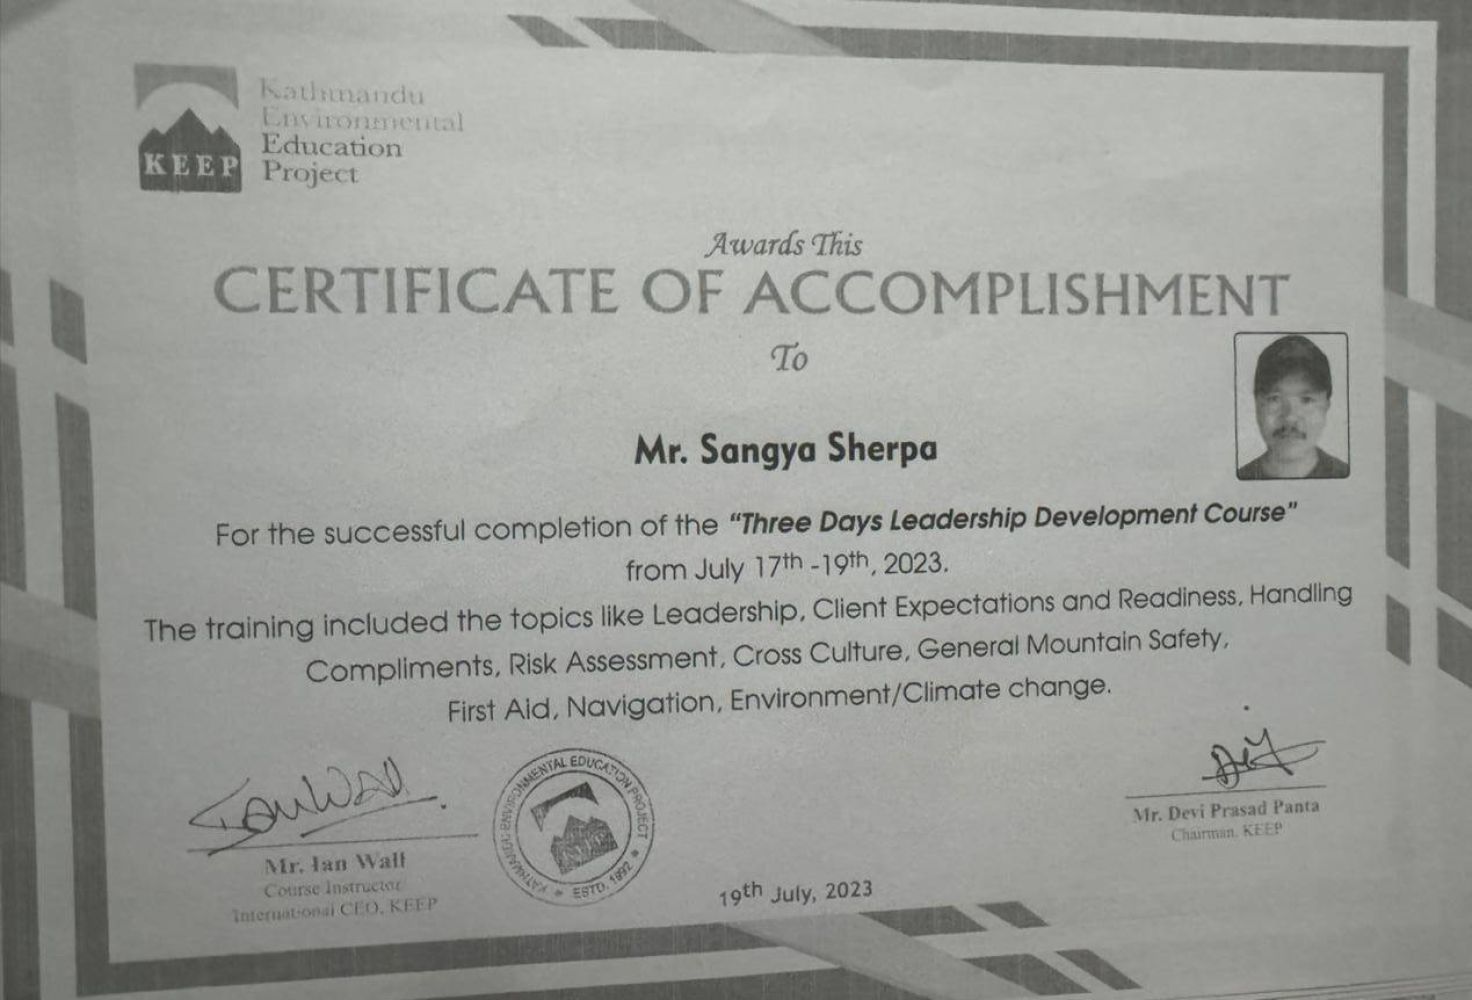 Kathmandu
Environmental
Education
Project
KEEP
Awards This
CERTIFICATE OF ACCOMPLISHMENT
To
Mr. Sangya Sherpa
For the successful completion of the "Three Days Leadership Development Course"
from July 17th -19th, 2023.
The training included the topics like Leadership, Client Expectations and Readiness, Handling
Compliments, Risk Assessment, Cross Culture, General Mountain Safety,
First Aid, Navigation, Environment/Climate change.
Ian Wall
Mr. Ian Wall
Course Instructor
International CEO, KEEP
KATHMANDU ENVIRONMENTAL EDUCATION PROJECT
ESTD. 1992
19th July, 2023
Mr. Devi Prasad Panta
Chairman, KEEP